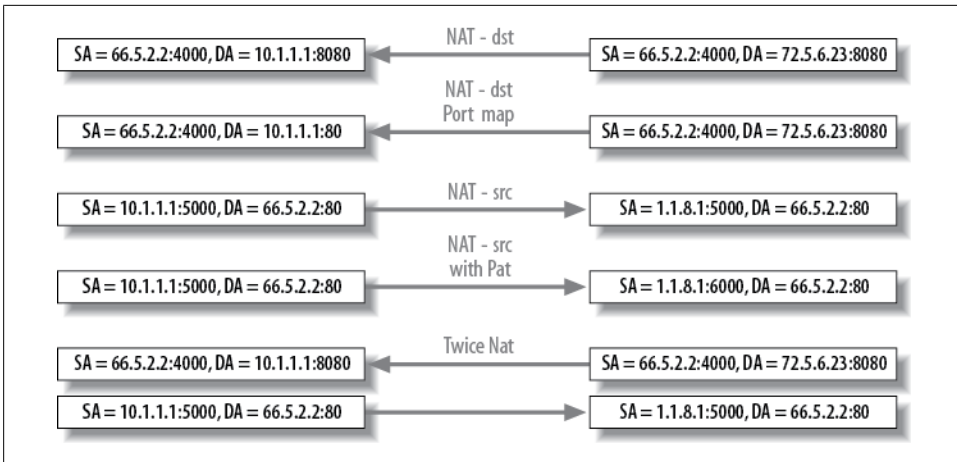 NAT - dst
SA = 66.5.2.2:4000, DA = 10.1.1.1:8080
SA = 66.5.2.2:4000, DA = 72.5.6.23:8080
NAT - dst
Port map
SA = 66.5.2.2:4000, DA = 10.1.1.1:80
SA = 66.5.2.2:4000, DA = 72.5.6.23:8080
NAT - src
SA = 10.1.1.1:5000, DA = 66.5.2.2:80
SA = 1.1.8.1:5000, DA = 66.5.2.2:80
NAT - src
with Pat
SA = 10.1.1.1:5000, DA = 66.5.2.2:80
SA = 1.1.8.1:6000, DA = 66.5.2.2:80
Twice Nat
SA = 66.5.2.2:4000, DA = 10.1.1.1:8080
SA = 66.5.2.2:4000, DA = 72.5.6.23:8080
SA = 10.1.1.1:5000, DA = 66.5.2.2:80
SA = 1.1.8.1:5000, DA = 66.5.2.2:80